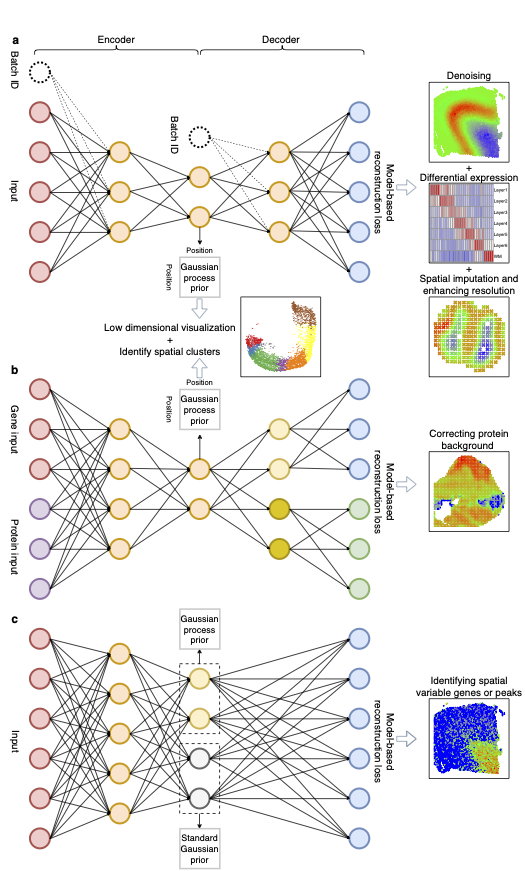 a
Encoder
Decoder
Batch ID
Batch ID
Input
Model-based
reconstruction loss
Denoising
+
Differential expression
Layer1
Layer2
Layer3
Layer4
Layer5
Layer6
WM
+
Spatial imputation and
enhancing resolution
Position
Position
Gaussian
process
prior
Low dimensional visualization
+
Identify spatial clusters
b
Position
Position
Gaussian
process
prior
Gene input
Protein input
Model-based
reconstruction loss
Correcting protein
background
c
Gaussian
process
prior
Input
Model-based
reconstruction loss
Identifying spatial
variable genes or peaks
Standard
Gaussian
prior